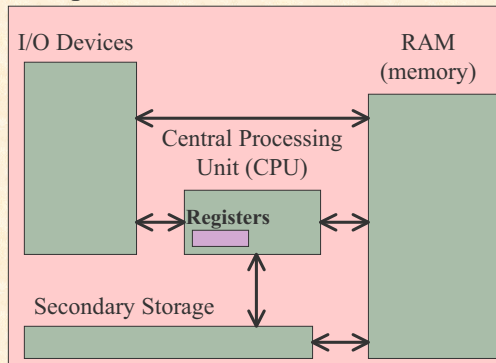 I/O Devices
RAM
(memory)
Central Processing
Unit (CPU)
Registers
Secondary Storage